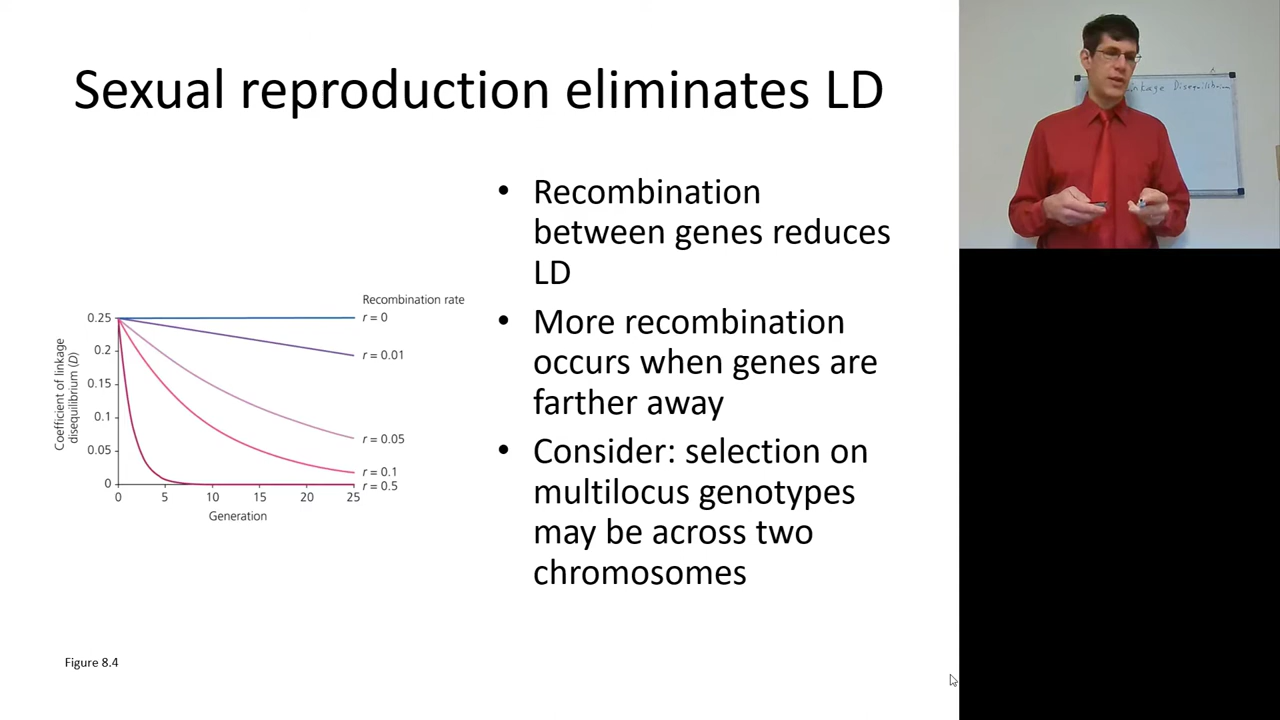 Sexual reproduction eliminates LD
• Recombination
between genes reduces
LD
• More recombination
occurs when genes are
farther away
• Consider: selection on
multilocus genotypes
may be across two
chromosomes
Recombination rate
r = 0
r = 0.01
r = 0.05
r = 0.1
r = 0.5
Coefficient of linkage
disequilibrium (D)
0.25
0.2
0.15
0.1
0.05
0
0 5 10 15 20 25
Generation
Figure 8.4
Linkage Disequilibrium